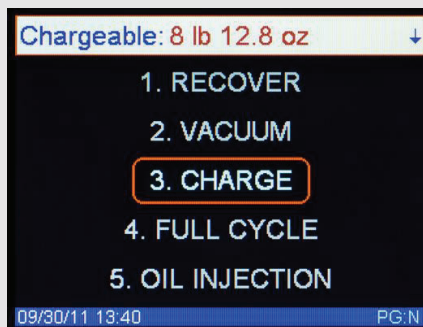 Chargeable: 8 lb 12.8 oz ↓
1. RECOVER
2. VACUUM
3. CHARGE
4. FULL CYCLE
5. OIL INJECTION
09/30/11 13:40 PG:N